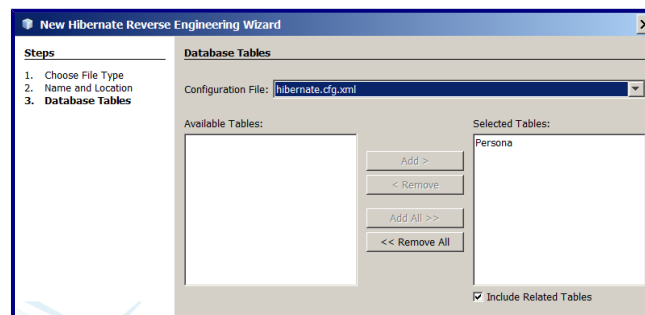 New Hibernate Reverse Engineering Wizard
Steps
1. Choose File Type
2. Name and Location
3. Database Tables
Database Tables
Configuration File: hibernate.cfg.xml
Available Tables:
Add >
< Remove
Add All >>
<< Remove All
Selected Tables:
Persona
Include Related Tables